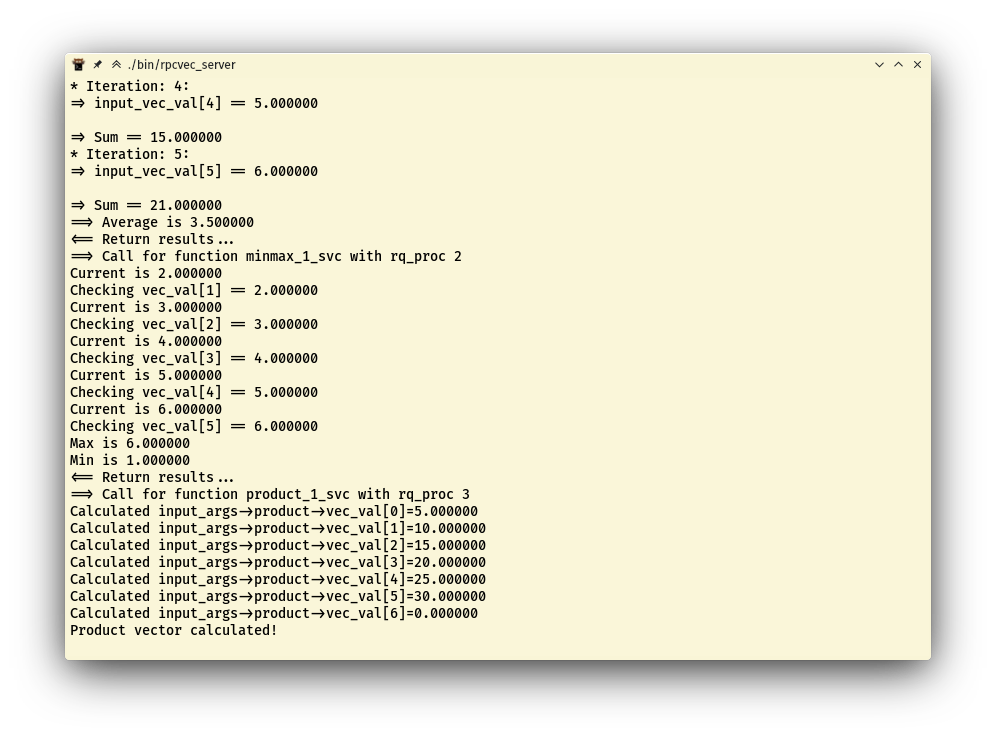 ./bin/rpcvec_server
* Iteration: 4:
=> input_vec_val[4] == 5.000000
=> Sum == 15.000000
* Iteration: 5:
=> input_vec_val[5] == 6.000000
=> Sum == 21.000000
==> Average is 3.500000
<== Return results...
==> Call for function minmax_1_svc with rq_proc 2
Current is 2.000000
Checking vec_val[1] == 2.000000
Current is 3.000000
Checking vec_val[2] == 3.000000
Current is 4.000000
Checking vec_val[3] == 4.000000
Current is 5.000000
Checking vec_val[4] == 5.000000
Current is 6.000000
Checking vec_val[5] == 6.000000
Max is 6.000000
Min is 1.000000
<== Return results...
==> Call for function product_1_svc with rq_proc 3
Calculated input_args->product->vec_val[0]=5.000000
Calculated input_args->product->vec_val[1]=10.000000
Calculated input_args->product->vec_val[2]=15.000000
Calculated input_args->product->vec_val[3]=20.000000
Calculated input_args->product->vec_val[4]=25.000000
Calculated input_args->product->vec_val[5]=30.000000
Calculated input_args->product->vec_val[6]=0.000000
Product vector calculated!